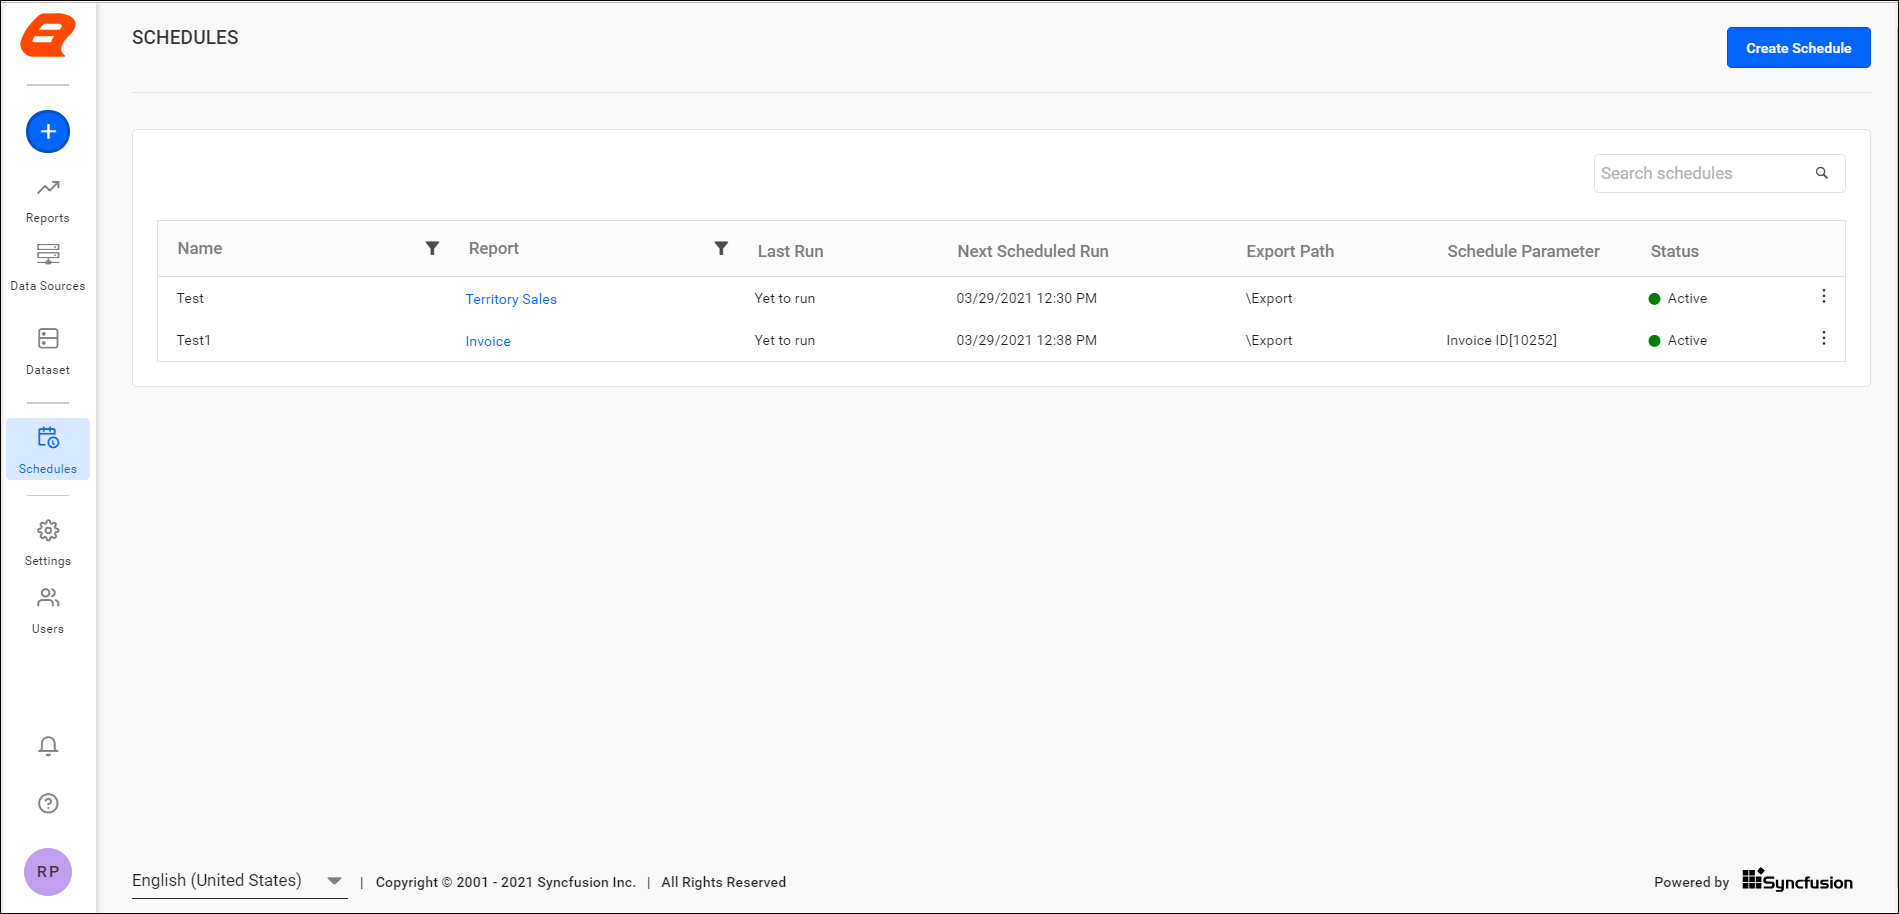 SCHEDULES
Create Schedule
Reports
Data Sources
Dataset
Schedules
Settings
Users
RP
Search schedules
Name Report Last Run Next Scheduled Run Export Path Schedule Parameter Status
Test Territory Sales Yet to run 03/29/2021 12:30 PM \Export Active
Test1 Invoice Yet to run 03/29/2021 12:38 PM \Export Invoice ID[10252] Active
English (United States) | Copyright © 2001 - 2021 Syncfusion Inc. | All Rights Reserved
Powered by Syncfusion